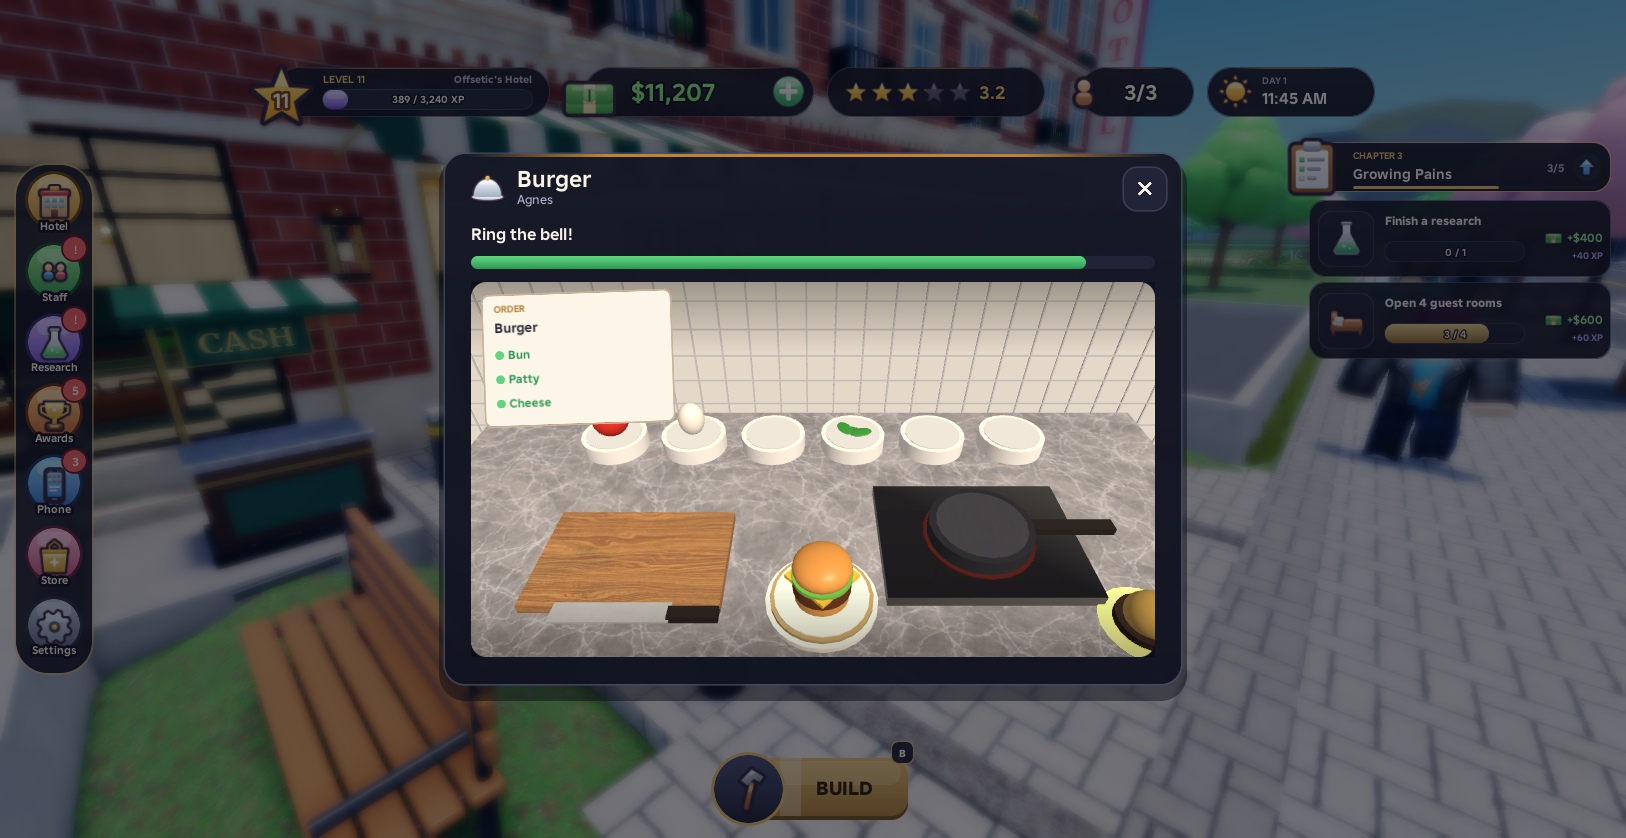 LEVEL 11
Offsetic's Hotel
11
389 / 3,240 XP
$11,207
3.2
3/3
DAY 1
11:45 AM
CHAPTER 3
Growing Pains
3/5
Finish a research
0 / 1
+$400
+40 XP
Open 4 guest rooms
3 / 4
+$600
+60 XP
Hotel
!
Staff
!
Research
5
Awards
3
Phone
Store
Settings
CASH
Burger
Agnes
Ring the bell!
ORDER
Burger
Bun
Patty
Cheese
B
BUILD